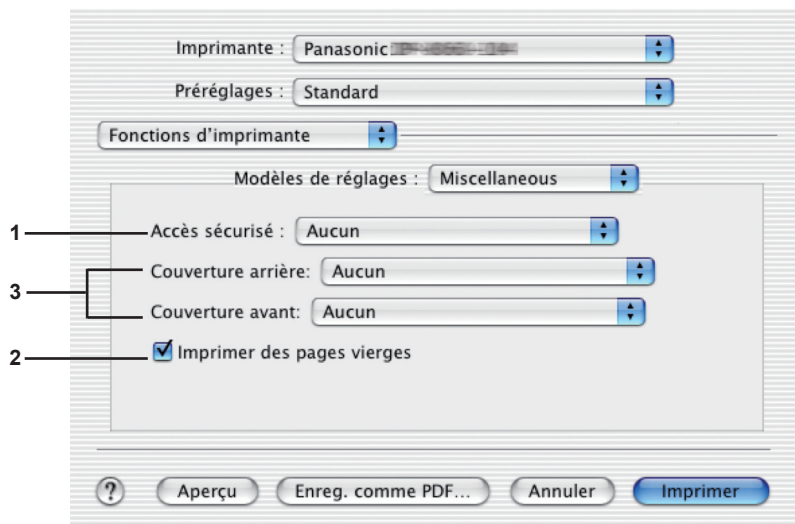 Imprimante : Panasonic
Préréglages : Standard
Fonctions d'imprimante
Modèles de réglages : Miscellaneous
1 Accès sécurisé : Aucun
3 Couverture arrière: Aucun
Couverture avant: Aucun
2 Imprimer des pages vierges
? Aperçu Enreg. comme PDF... Annuler Imprimer